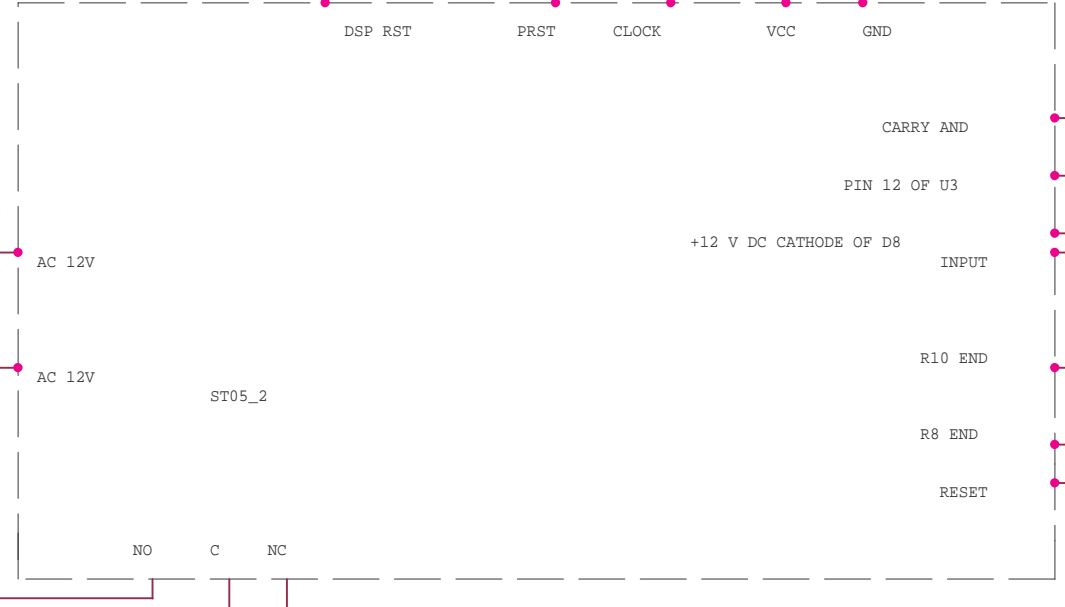 DSP RST PRST CLOCK VCC GND
CARRY AND
PIN 12 OF U3
+12 V DC CATHODE OF D8
AC 12V INPUT
R10 END
AC 12V
ST05_2
R8 END
RESET
NO C NC